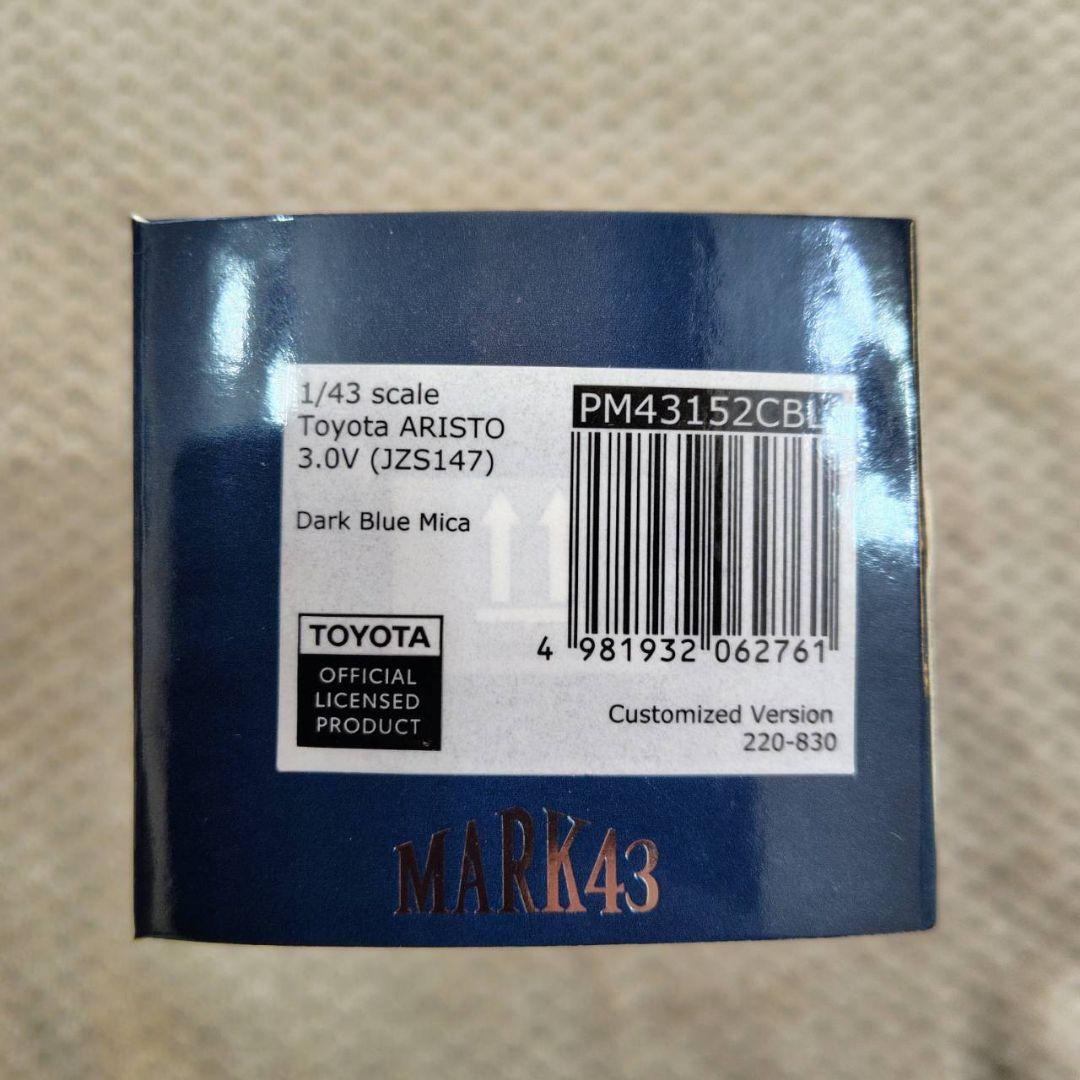 1/43 scale
Toyota ARISTO
3.0V (JZS147)
Dark Blue Mica
PM43152CBL
4 981932 062761
TOYOTA
OFFICIAL
LICENSED
PRODUCT
Customized Version
220-830
MARK43